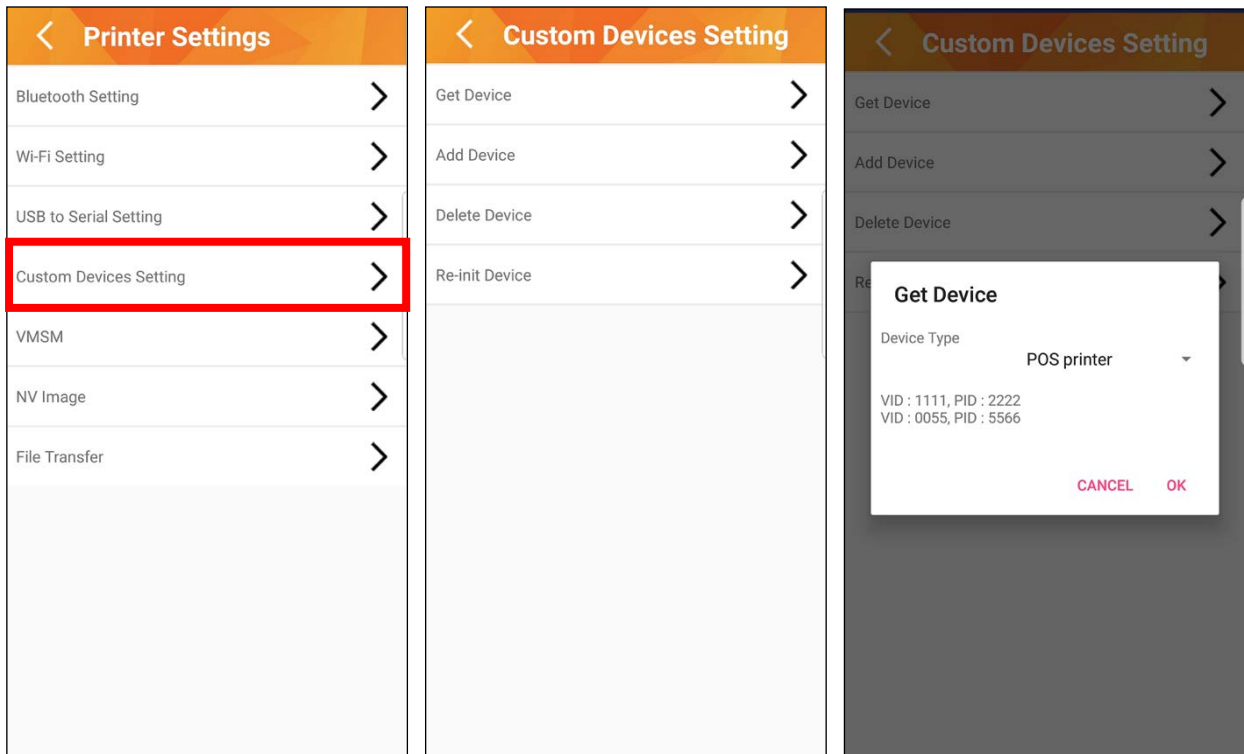 Printer Settings
Bluetooth Setting
Wi-Fi Setting
USB to Serial Setting
Custom Devices Setting
VMSM
NV Image
File Transfer
Custom Devices Setting
Get Device
Add Device
Delete Device
Re-init Device
Custom Devices Setting
Get Device
Add Device
Delete Device
Re
Get Device
Device Type
POS printer
VID : 1111, PID : 2222
VID : 0055, PID : 5566
CANCEL OK